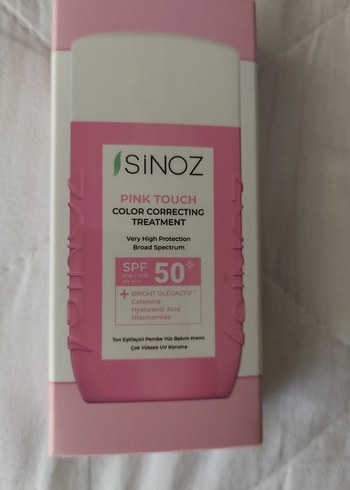 SiNOZ
PINK TOUCH
COLOR CORRECTING
TREATMENT
Very High Protection
Broad Spectrum
SPF
50+
+ BRIGHT OLEOACTIF
Calamine
Hyaluronic Acid
Niacinamide
Ton Eşitleyici Pembe Yüz Bakım Kremi
Çok Yüksek UV Koruma